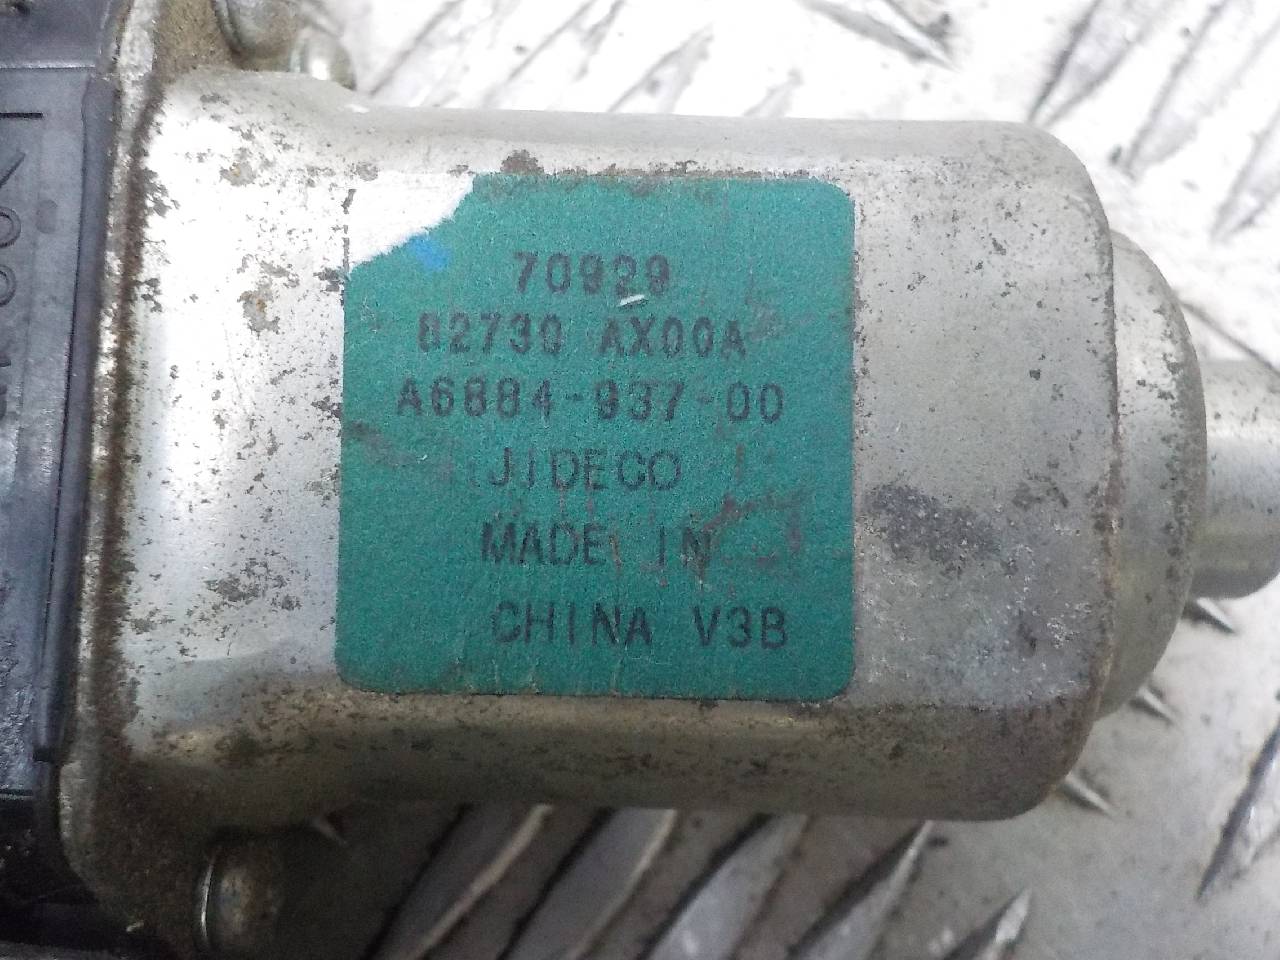 70929
82730 AX00A
A6884-937-00
JIDECO
MADE IN
CHINA V3B